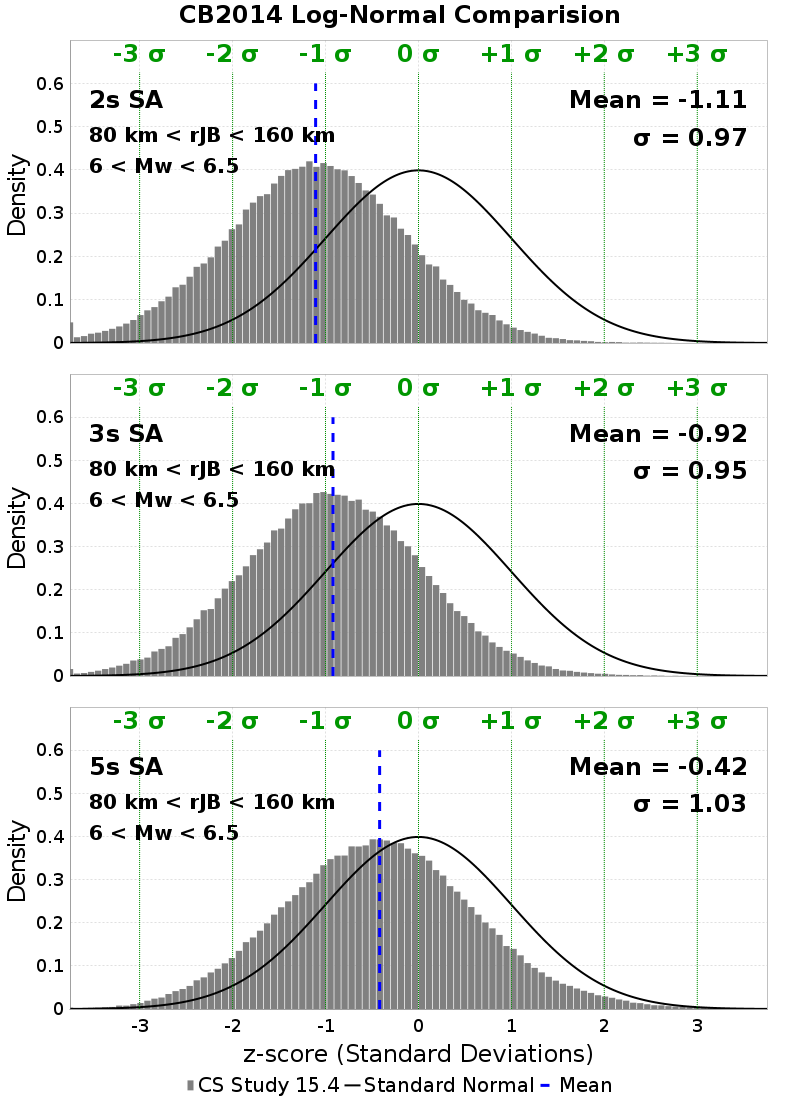 CB2014 Log-Normal Comparision
-3 σ -2 σ -1 σ 0 σ +1 σ +2 σ +3 σ
0.6
2s SA Mean = -1.11
0.5
80 km < rJB < 160 km σ = 0.97
6 < Mw < 6.5
0.4
0.3
0.2
0.1
0
Density
-3 σ -2 σ -1 σ 0 σ +1 σ +2 σ +3 σ
0.6
3s SA Mean = -0.92
0.5
80 km < rJB < 160 km σ = 0.95
6 < Mw < 6.5
0.4
0.3
0.2
0.1
0
Density
-3 σ -2 σ -1 σ 0 σ +1 σ +2 σ +3 σ
0.6
5s SA Mean = -0.42
0.5
80 km < rJB < 160 km σ = 1.03
6 < Mw < 6.5
0.4
0.3
0.2
0.1
0
Density
-3 -2 -1 0 1 2 3
z-score (Standard Deviations)
CS Study 15.4 Standard Normal Mean